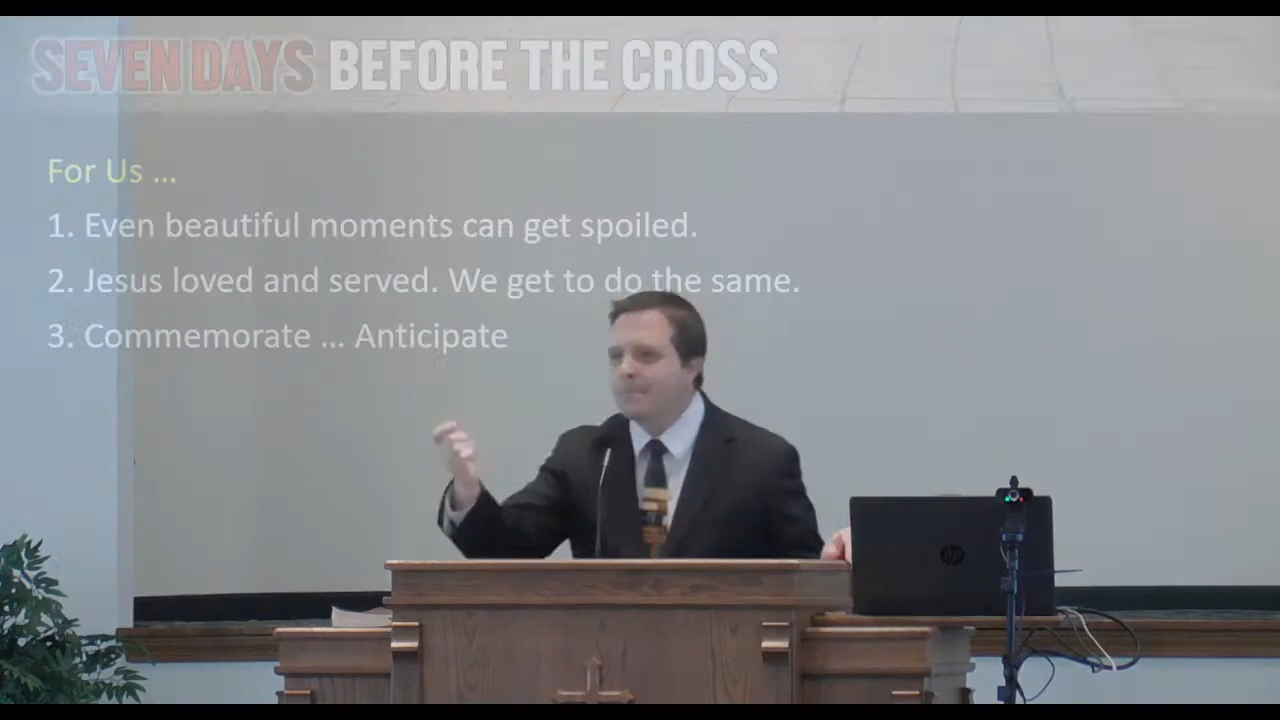 SEVEN DAYS BEFORE THE CROSS
For Us ...
1. Even beautiful moments can get spoiled.
2. Jesus loved and served. We get to do the same.
3. Commemorate ... Anticipate
hp